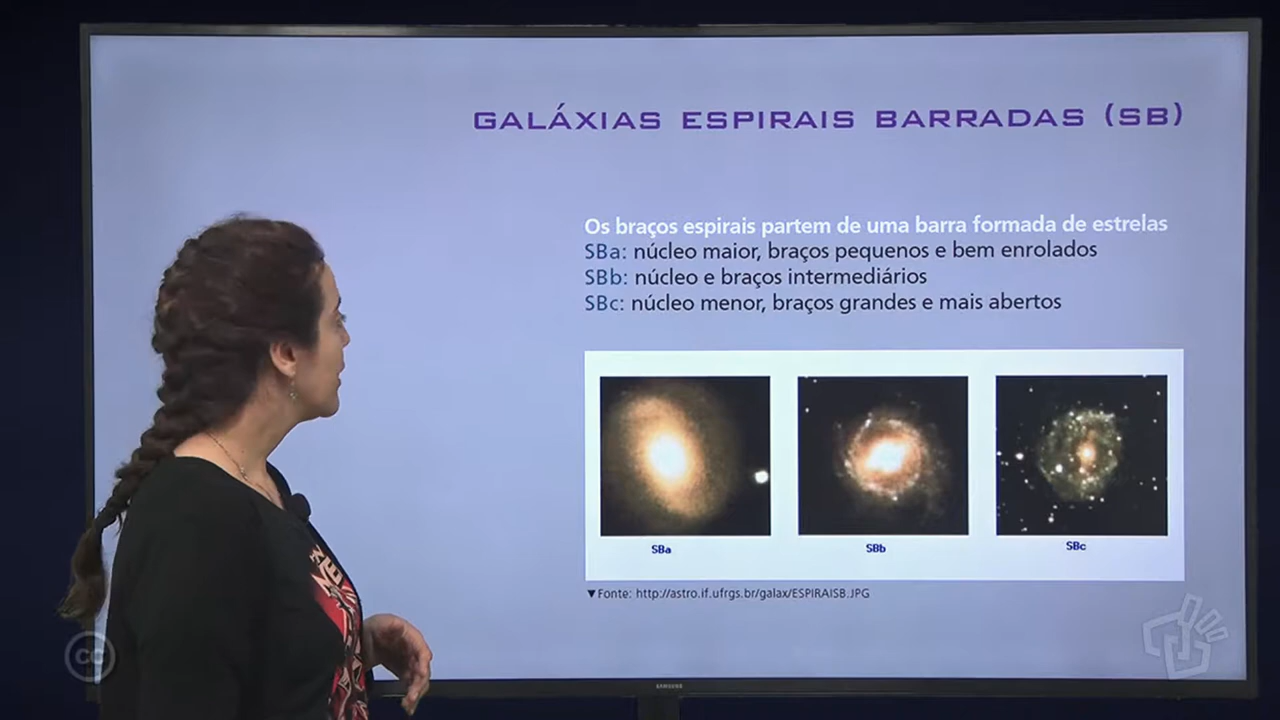 GALÁXIAS ESPIRAIS BARRADAS (SB)
Os braços espirais partem de uma barra formada de estrelas
SBa: núcleo maior, braços pequenos e bem enrolados
SBb: núcleo e braços intermediários
SBc: núcleo menor, braços grandes e mais abertos
SBa SBb SBc
▼Fonte: http://astro.if.ufrgs.br/galax/ESPIRAISB.JPG
cc
SAMSUNG